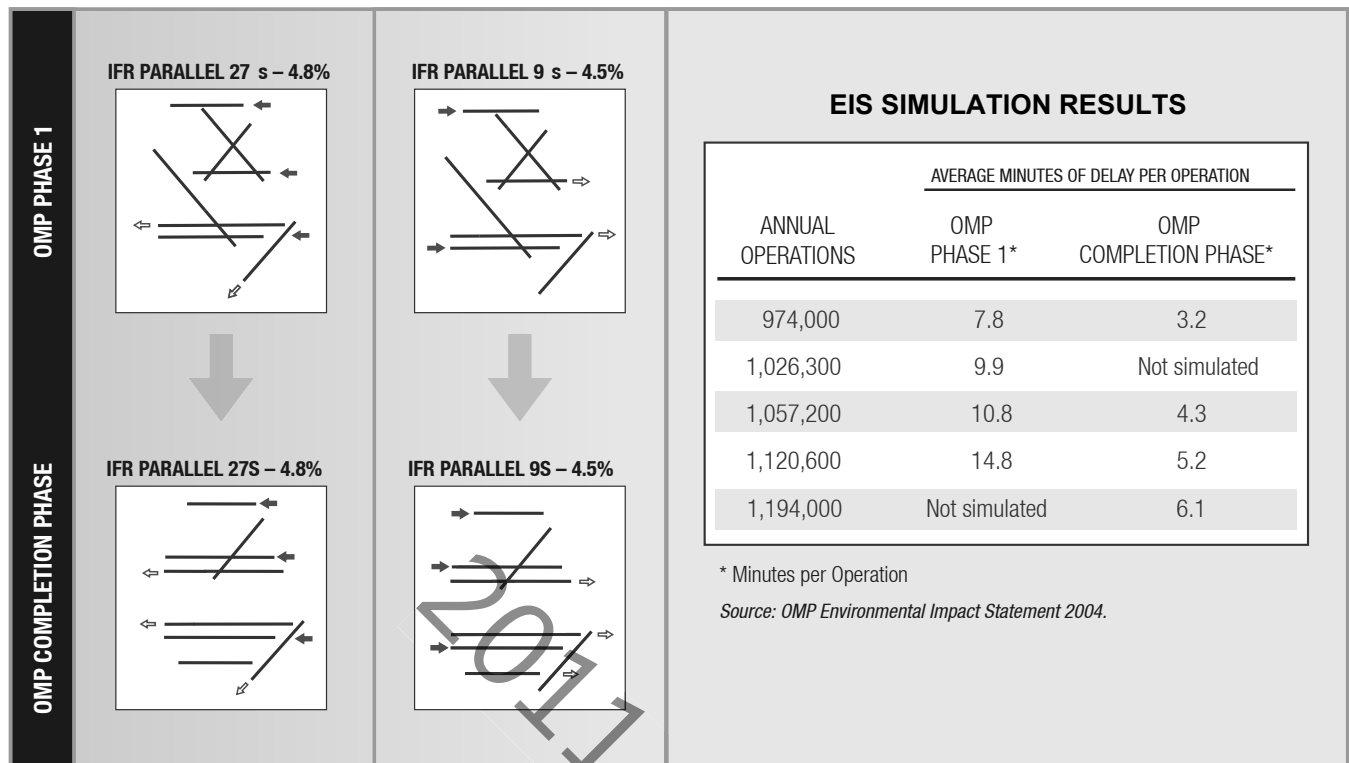 OMP PHASE 1
IFR PARALLEL 27 s – 4.8%
IFR PARALLEL 9 s – 4.5%
OMP COMPLETION PHASE
IFR PARALLEL 27S – 4.8%
IFR PARALLEL 9S – 4.5%
2011
EIS SIMULATION RESULTS
AVERAGE MINUTES OF DELAY PER OPERATION
ANNUAL OPERATIONS OMP PHASE 1* OMP COMPLETION PHASE*
974,000 7.8 3.2
1,026,300 9.9 Not simulated
1,057,200 10.8 4.3
1,120,600 14.8 5.2
1,194,000 Not simulated 6.1
* Minutes per Operation
Source: OMP Environmental Impact Statement 2004.